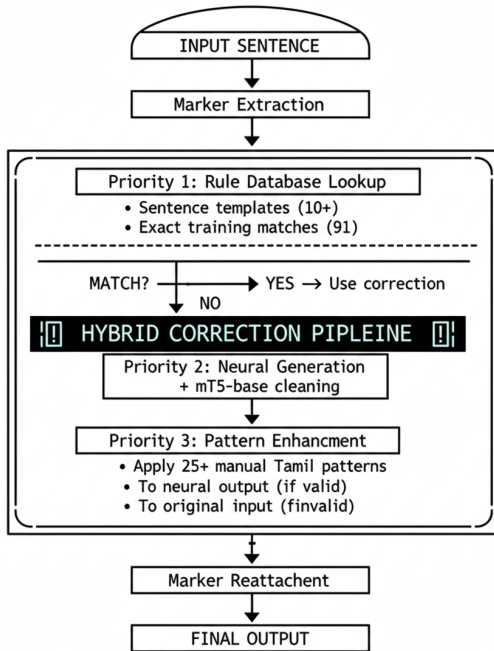 INPUT SENTENCE
Marker Extraction
Priority 1: Rule Database Lookup
• Sentence templates (10+)
• Exact training matches (91)
MATCH? → YES → Use correction
NO
HYBRID CORRECTION PIPLEINE
Priority 2: Neural Generation
+ mT5-base cleaning
Priority 3: Pattern Enhancment
• Apply 25+ manual Tamil patterns
• To neural output (if valid)
• To original input (finvalid)
Marker Reattachent
FINAL OUTPUT